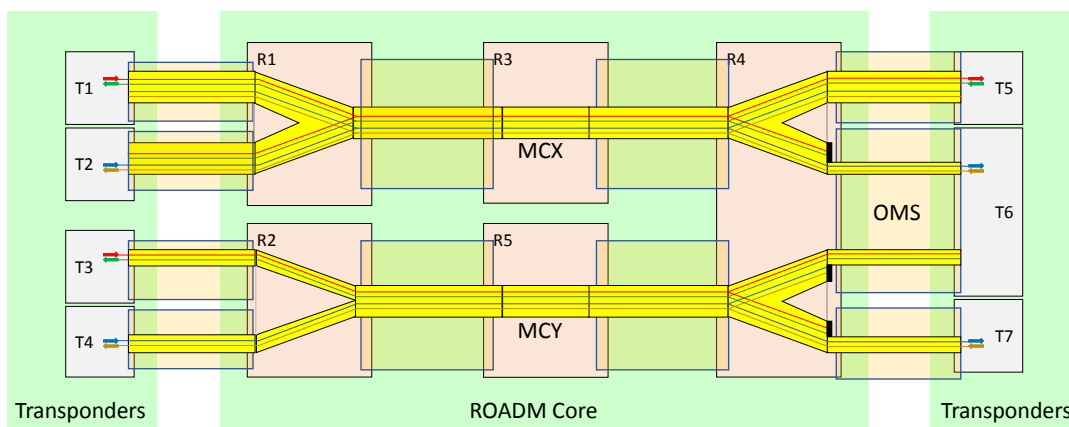 R1
R3
R4
T1
T5
T2
MCX
OMS
T6
R2
R5
T3
T4
MCY
T7
Transponders
ROADM Core
Transponders